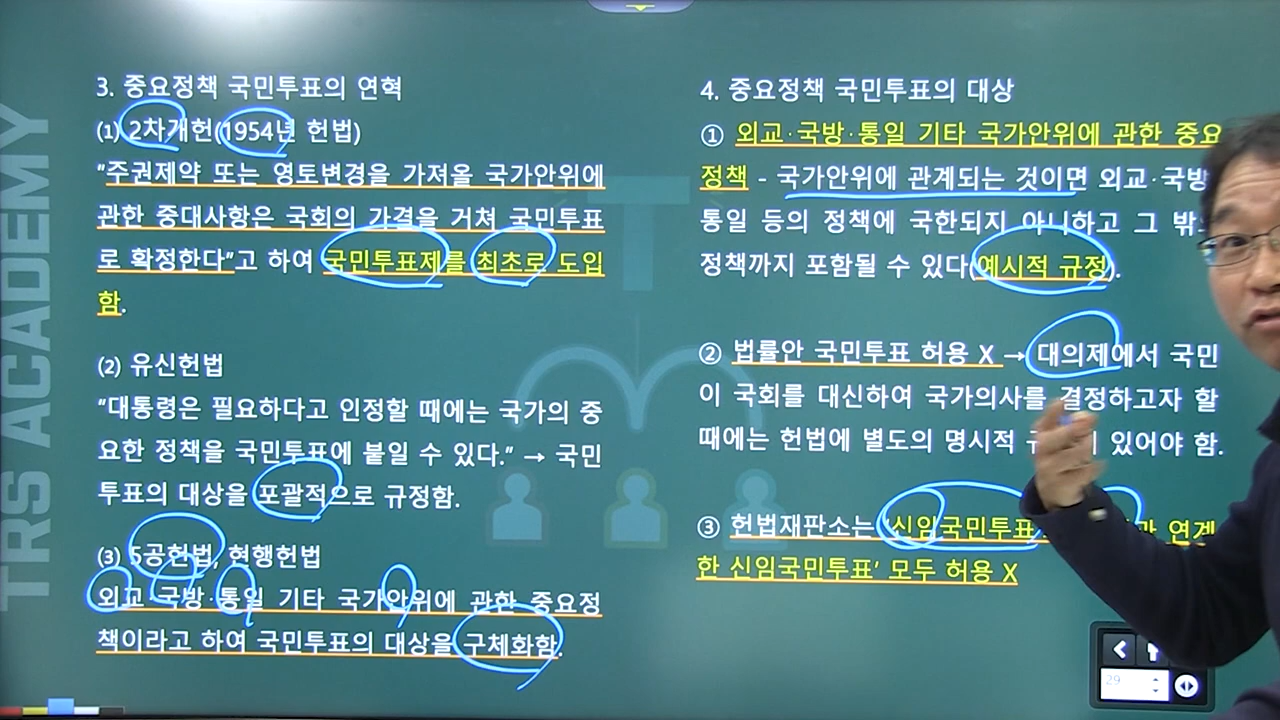 3. 중요정책 국민투표의 연혁
(1) 2차개헌(1954년 헌법)
"주권제약 또는 영토변경을 가져올 국가안위에
관한 중대사항은 국회의 가격을 거쳐 국민투표
로 확정한다"고 하여 국민투표제를 최초로 도입
함.
(2) 유신헌법
"대통령은 필요하다고 인정할 때에는 국가의 중
요한 정책을 국민투표에 붙일 수 있다." → 국민
투표의 대상을 포괄적으로 규정함.
(3) 5공헌법, 현행헌법
외교·국방·통일 기타 국가안위에 관한 중요정
책이라고 하여 국민투표의 대상을 구체화함.
4. 중요정책 국민투표의 대상
① 외교·국방·통일 기타 국가안위에 관한 중요
정책 - 국가안위에 관계되는 것이면 외교·국방
통일 등의 정책에 국한되지 아니하고 그 밖
정책까지 포함될 수 있다(예시적 규정).
② 법률안 국민투표 허용 X → 대의제에서 국민
이 국회를 대신하여 국가의사를 결정하고자 할
때에는 헌법에 별도의 명시적 있어야 함.
③ 헌법재판소는 '신임국민투표 연계
한 신임국민투표' 모두 허용 X
TRS ACADEMY
29